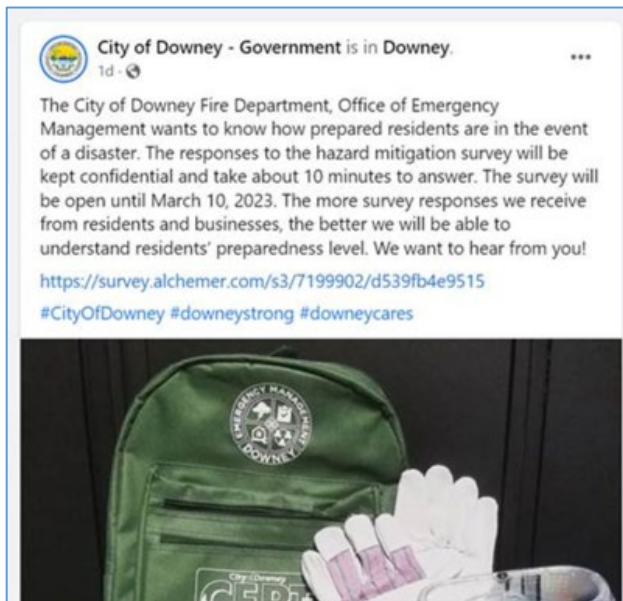 City of Downey - Government is in Downey.
1d ·
The City of Downey Fire Department, Office of Emergency
Management wants to know how prepared residents are in the event
of a disaster. The responses to the hazard mitigation survey will be
kept confidential and take about 10 minutes to answer. The survey will
be open until March 10, 2023. The more survey responses we receive
from residents and businesses, the better we will be able to
understand residents' preparedness level. We want to hear from you!
https://survey.alchemer.com/s3/7199902/d539fb4e9515
#CityOfDowney #downeystrong #downeycares
EMERGENCY MANAGEMENT
DOWNEY
City of Downey
CERT